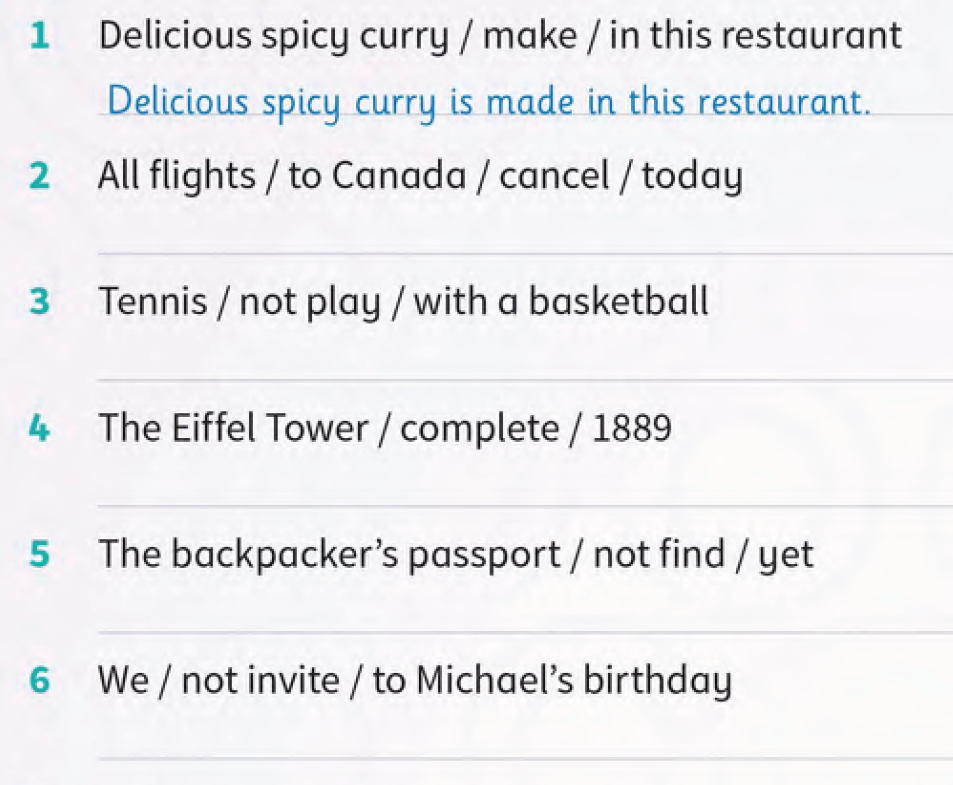 1 Delicious spicy curry / make / in this restaurant
Delicious spicy curry is made in this restaurant.
2 All flights / to Canada / cancel / today
3 Tennis / not play / with a basketball
4 The Eiffel Tower / complete / 1889
5 The backpacker's passport / not find / yet
6 We / not invite / to Michael's birthday